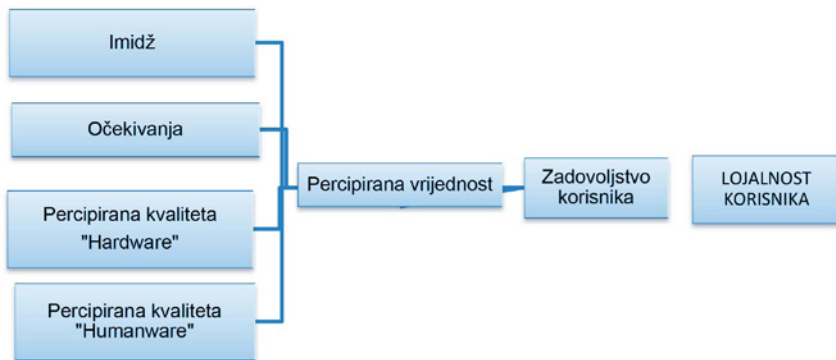 Imidž
Očekivanja
Percipirana kvaliteta
"Hardware"
Percipirana kvaliteta
"Humanware"
Percipirana vrijednost
Zadovoljstvo
korisnika
LOJALNOST
KORISNIKA